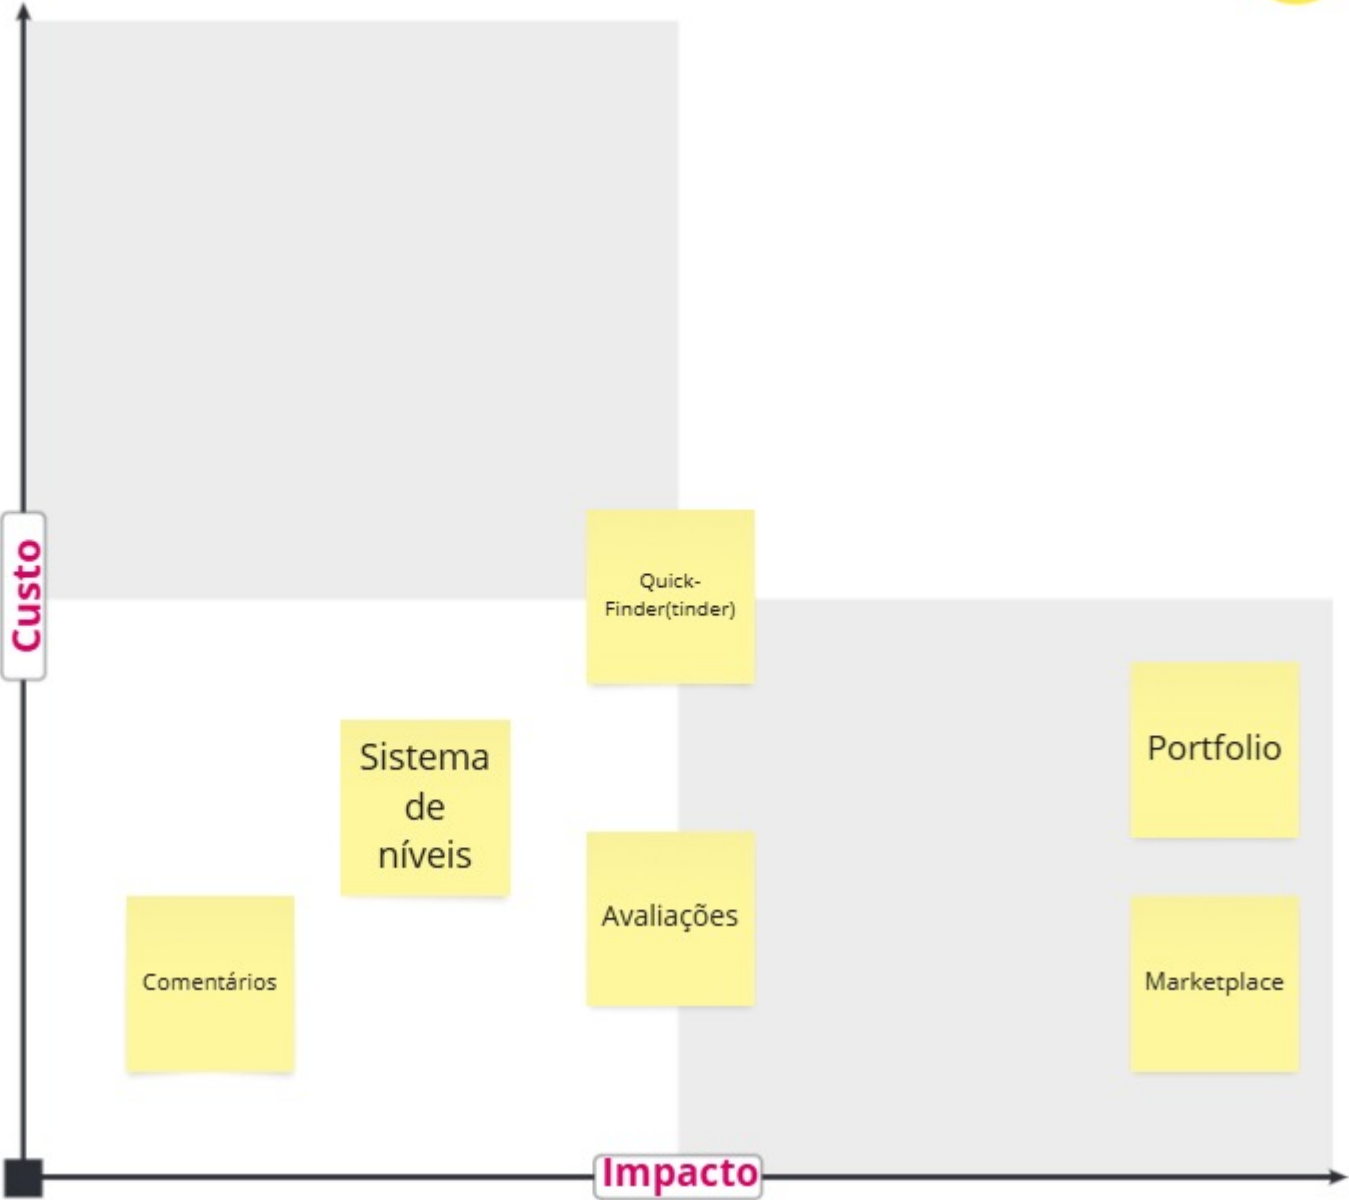 Custo
Quick-
Finder(tinder)
Sistema
de
níveis
Portfolio
Avaliações
Comentários
Marketplace
Impacto